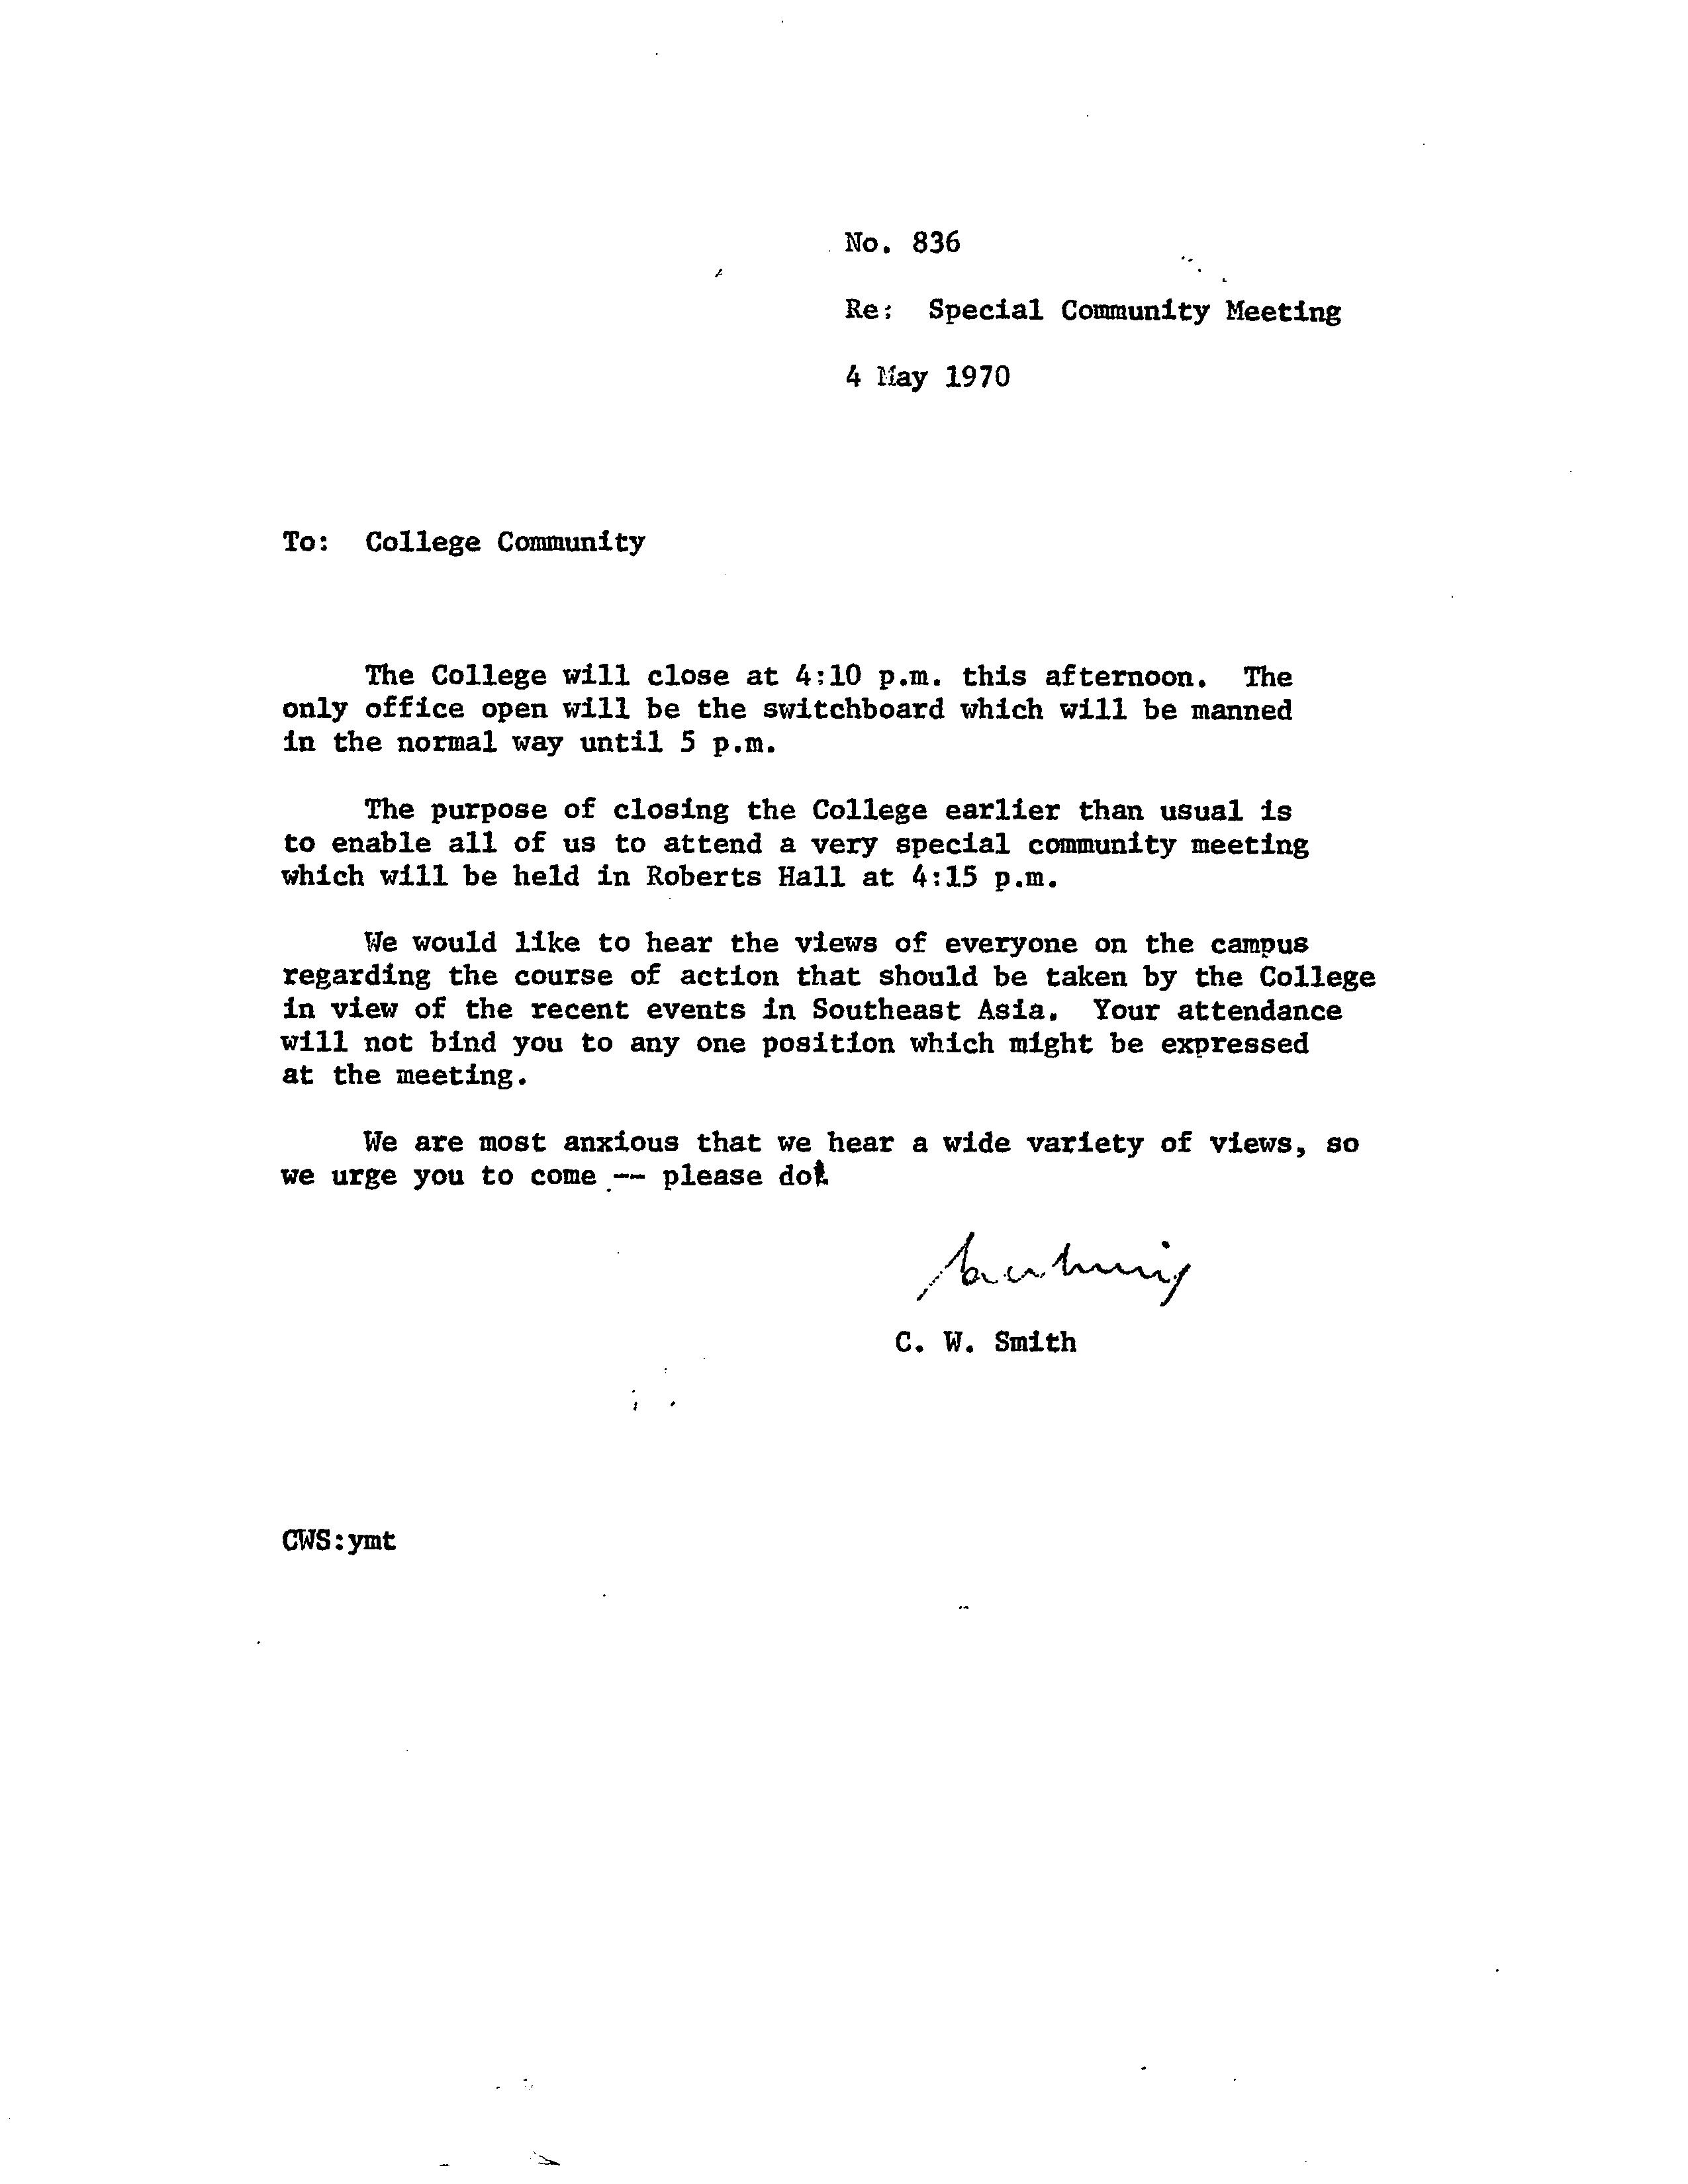 No. 836
Re: Special Community Meeting
4 May 1970
To: College Community
The College will close at 4:10 p.m. this afternoon. The
only office open will be the switchboard which will be manned
in the normal way until 5 p.m.
The purpose of closing the College earlier than usual is
to enable all of us to attend a very special community meeting
which will be held in Roberts Hall at 4:15 p.m.
We would like to hear the views of everyone on the campus
regarding the course of action that should be taken by the College
in view of the recent events in Southeast Asia. Your attendance
will not bind you to any one position which might be expressed
at the meeting.
We are most anxious that we hear a wide variety of views, so
we urge you to come -- please do!
C. W. Smith
CWS:ymt